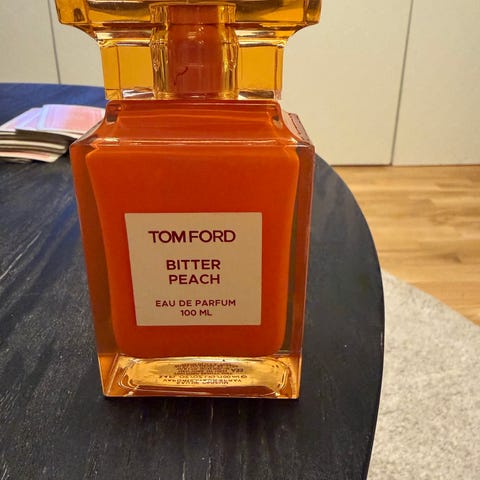 TOM FORD
BITTER
PEACH
EAU DE PARFUM
100 ML